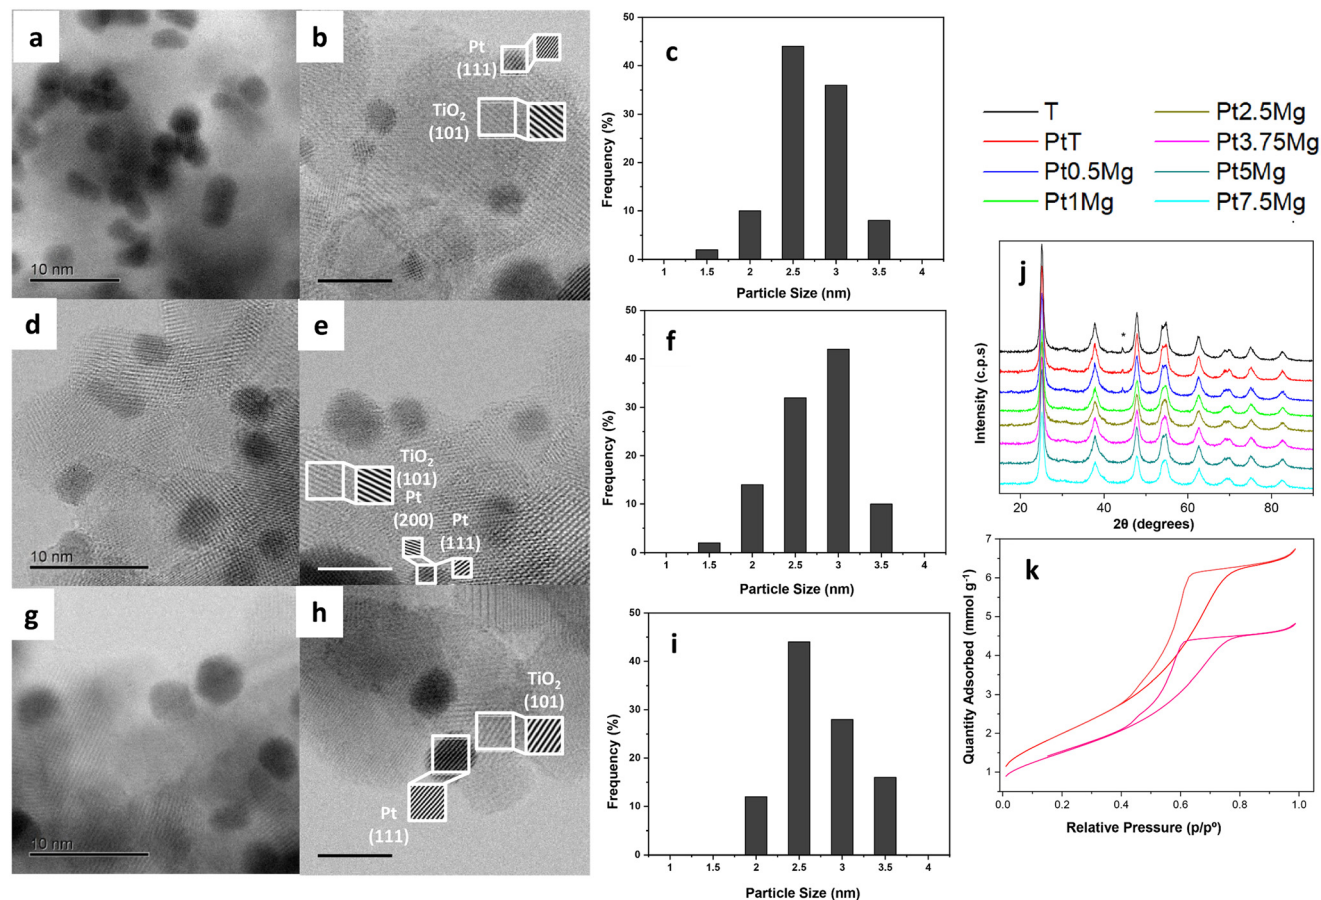 a
10 nm
b
Pt
(111)
TiO₂
(101)
c
50
40
30
20
10
0
Frequency (%)
1 1.5 2 2.5 3 3.5 4
Particle Size (nm)
d
10 nm
e
TiO₂
(101)
Pt
(200)
Pt
(111)
f
50
40
30
20
10
0
Frequency (%)
1 1.5 2 2.5 3 3.5 4
Particle Size (nm)
g
10 nm
h
TiO₂
(101)
Pt
(111)
i
50
40
30
20
10
0
Frequency (%)
1 1.5 2 2.5 3 3.5 4
Particle Size (nm)
T
PtT
Pt0.5Mg
Pt1Mg
Pt2.5Mg
Pt3.75Mg
Pt5Mg
Pt7.5Mg
j
*
Intensity (c.p.s)
20 40 60 80
2θ (degrees)
k
7
6
5
4
3
2
1
Quantity Adsorbed (mmol g⁻¹)
0.0 0.2 0.4 0.6 0.8 1.0
Relative Pressure (p/pº)